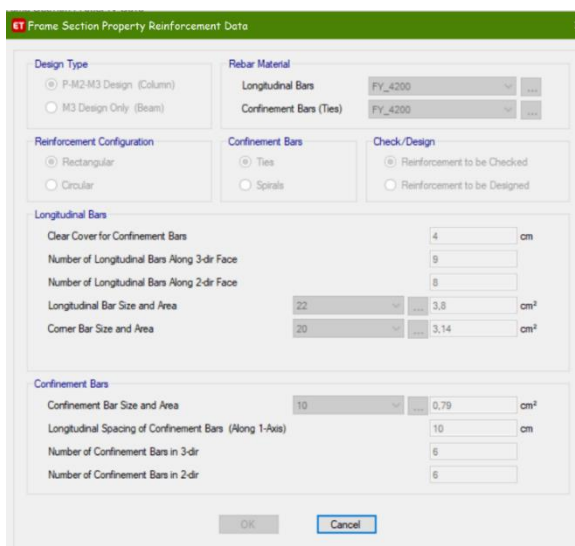 ET Frame Section Property Reinforcement Data
Design Type
P-M2-M3 Design (Column)
M3 Design Only (Beam)
Rebar Material
Longitudinal Bars FY_4200 ...
Confinement Bars (Ties) FY_4200 ...
Reinforcement Configuration
Rectangular
Circular
Confinement Bars
Ties
Spirals
Check/Design
Reinforcement to be Checked
Reinforcement to be Designed
Longitudinal Bars
Clear Cover for Confinement Bars 4 cm
Number of Longitudinal Bars Along 3-dir Face 9
Number of Longitudinal Bars Along 2-dir Face 8
Longitudinal Bar Size and Area 22 ... 3,8 cm²
Corner Bar Size and Area 20 ... 3,14 cm²
Confinement Bars
Confinement Bar Size and Area 10 ... 0,79 cm²
Longitudinal Spacing of Confinement Bars (Along 1-Axis) 10 cm
Number of Confinement Bars in 3-dir 6
Number of Confinement Bars in 2-dir 6
OK Cancel